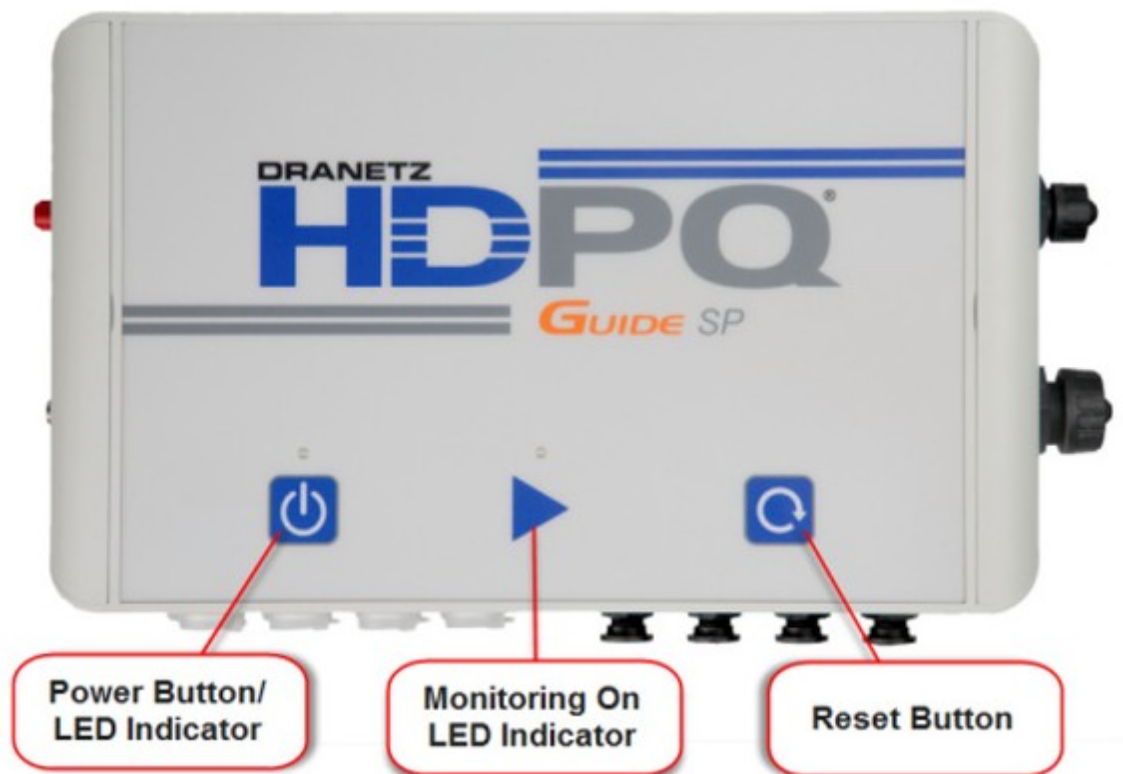 DRANETZ
HDPQ®
GUIDE SP
Power Button/
LED Indicator
Monitoring On
LED Indicator
Reset Button